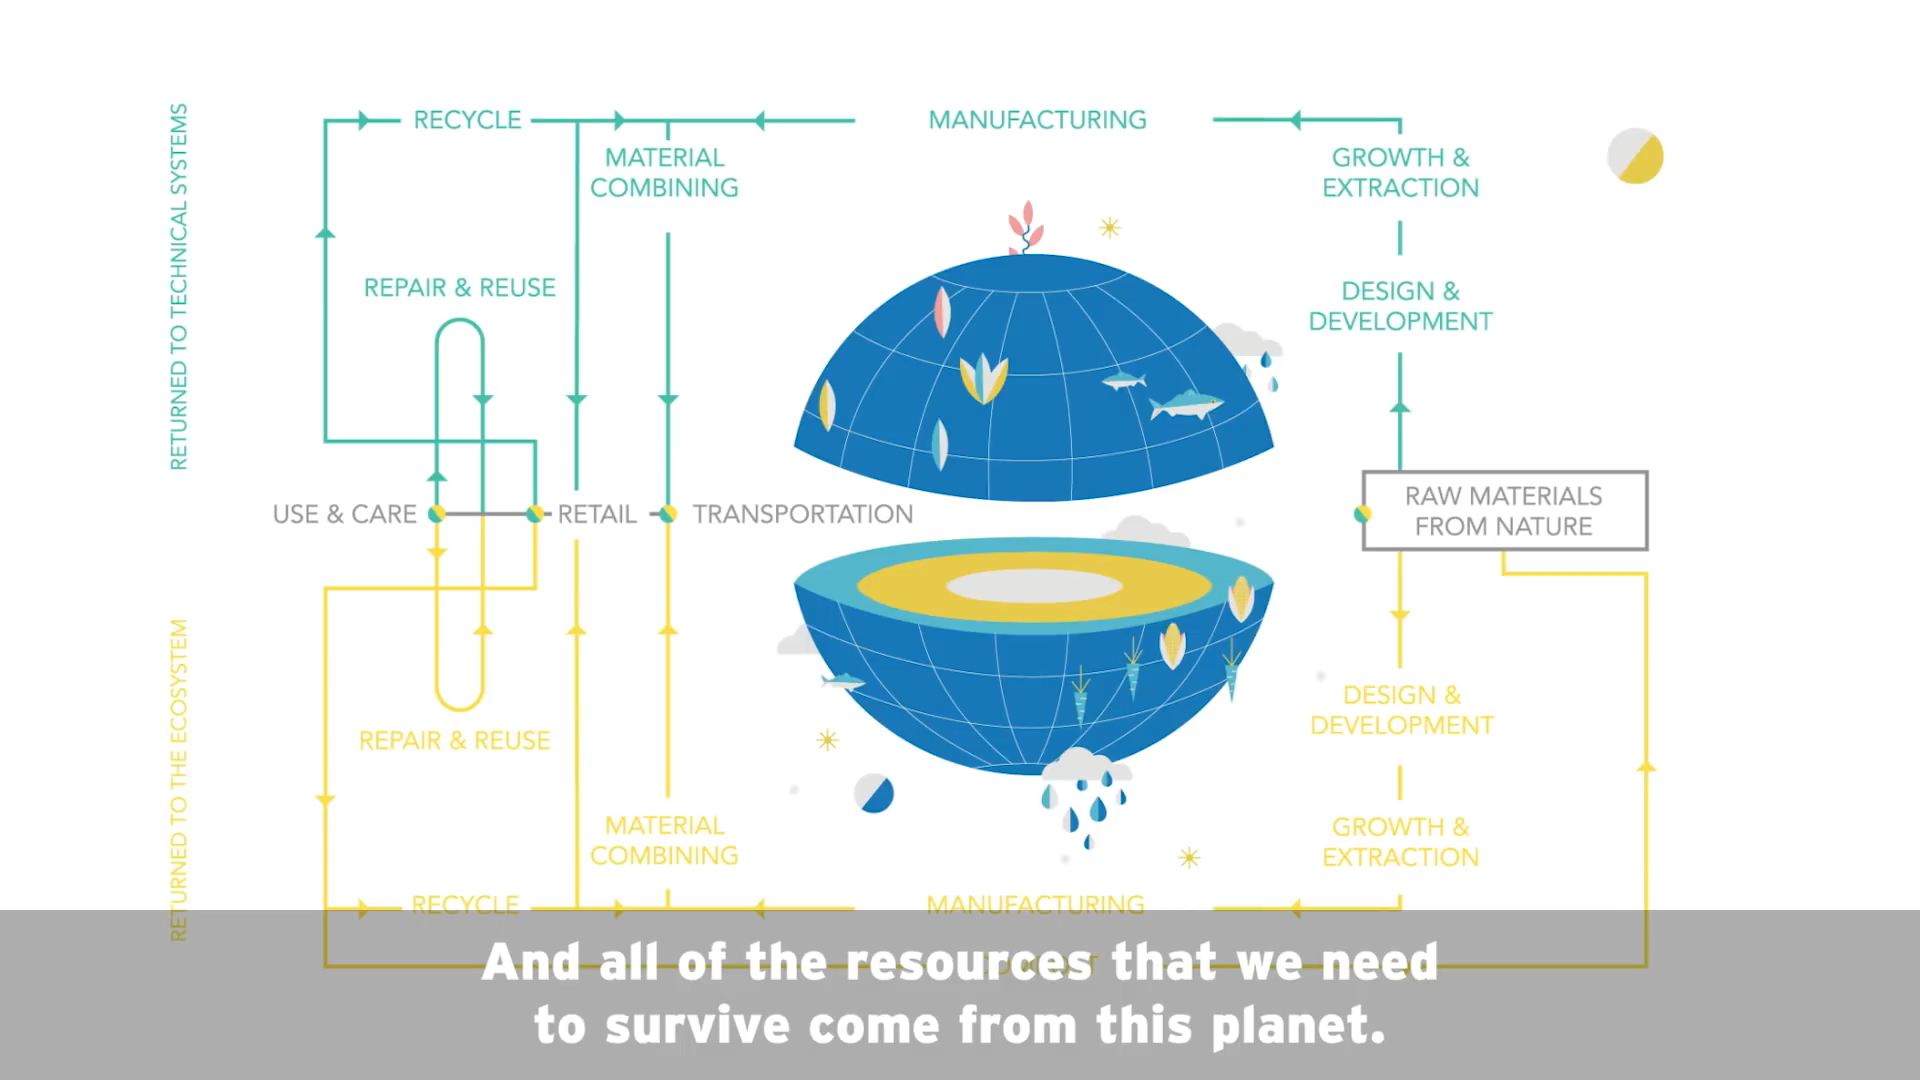 RETURNED TO TECHNICAL SYSTEMS
RECYCLE
MANUFACTURING
MATERIAL
COMBINING
GROWTH &
EXTRACTION
REPAIR & REUSE
DESIGN &
DEVELOPMENT
USE & CARE
RETAIL
TRANSPORTATION
RAW MATERIALS
FROM NATURE
RETURNED TO THE ECOSYSTEM
REPAIR & REUSE
DESIGN &
DEVELOPMENT
MATERIAL
COMBINING
GROWTH &
EXTRACTION
RECYCLE
MANUFACTURING
And all of the resources that we need
to survive come from this planet.